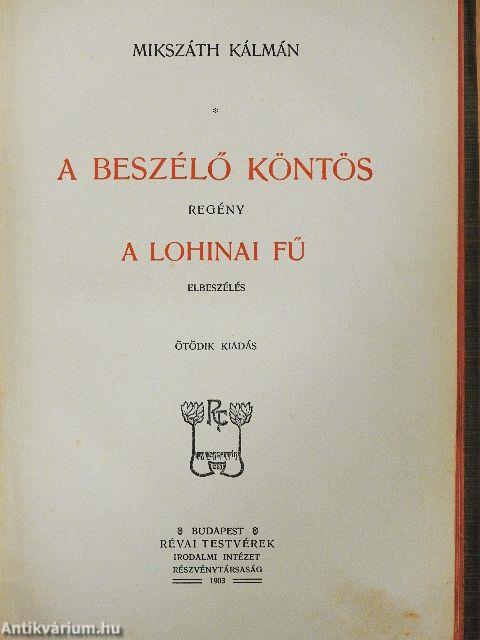 MIKSZÁTH KÁLMÁN
*
A BESZÉLŐ KÖNTÖS
REGÉNY
A LOHINAI FŰ
ELBESZÉLÉS
ÖTÖDIK KIADÁS
BUDAPEST
RÉVAI TESTVÉREK
IRODALMI INTÉZET
RÉSZVÉNYTÁRSASÁG
1903
Antikvárium.hu